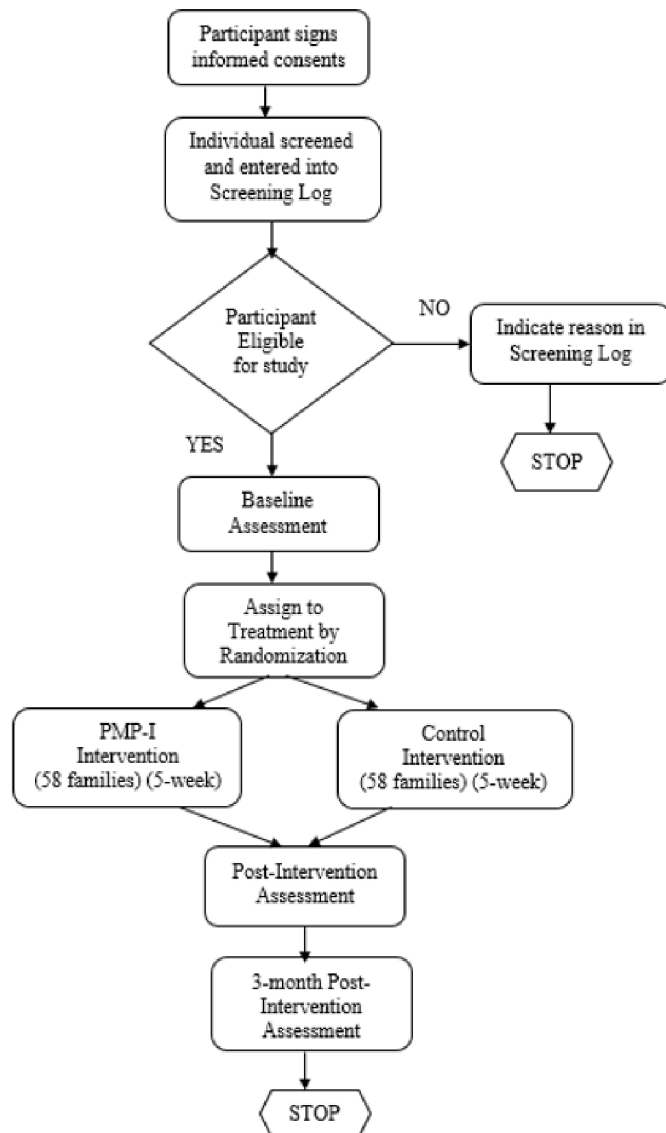 Participant signs
informed consents
Individual screened
and entered into
Screening Log
Participant
Eligible
for study
NO
Indicate reason in
Screening Log
STOP
YES
Baseline
Assessment
Assign to
Treatment by
Randomization
PMP-I
Intervention
(58 families) (5-week)
Control
Intervention
(58 families) (5-week)
Post-Intervention
Assessment
3-month Post-
Intervention
Assessment
STOP